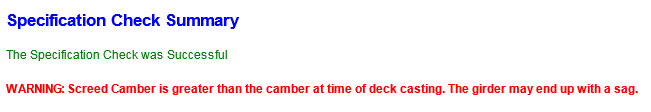 Specification Check Summary
The Specification Check was Successful
WARNING: Screed Camber is greater than the camber at time of deck casting. The girder may end up with a sag.